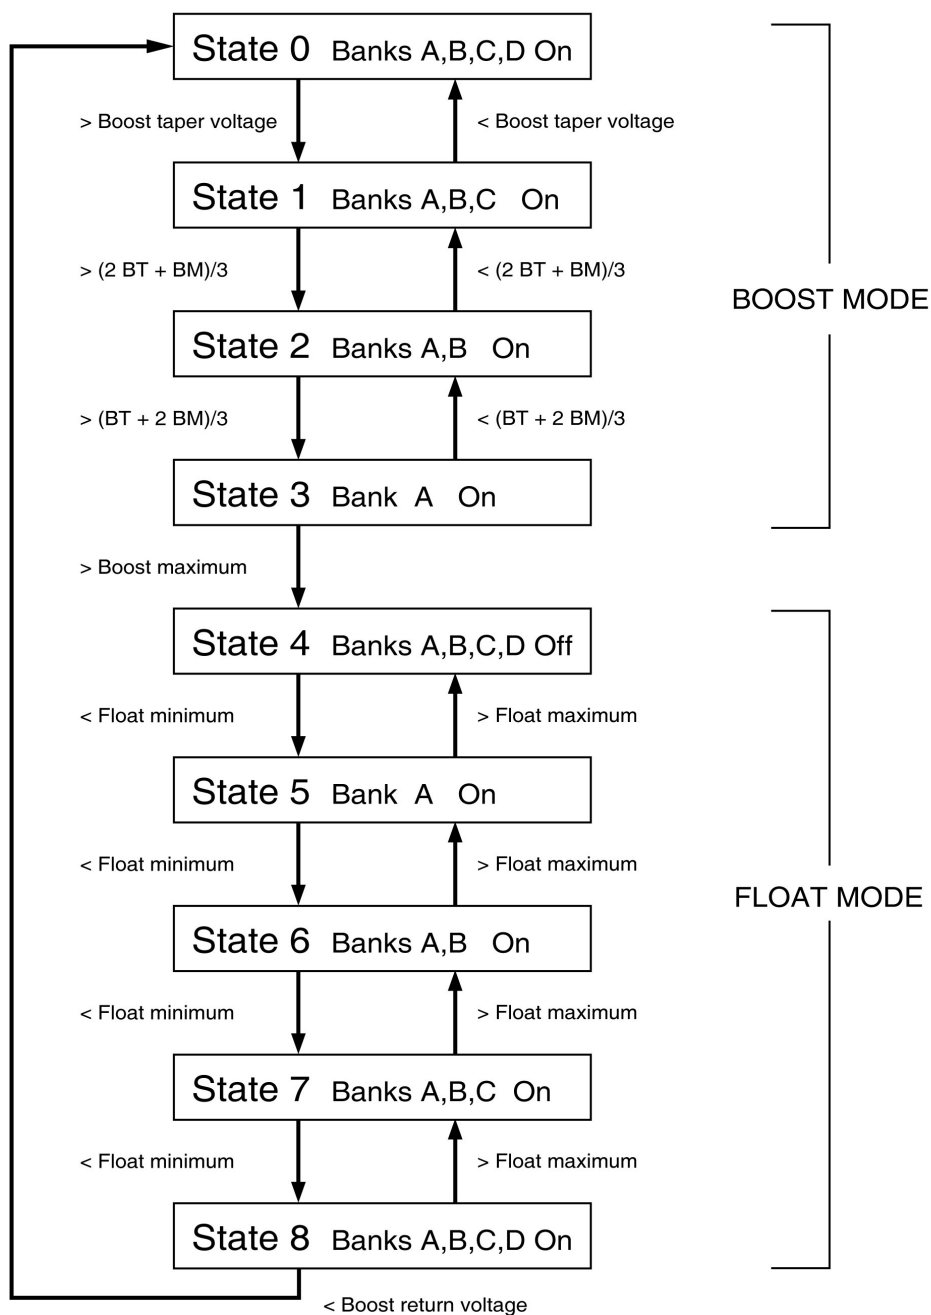 State 0 Banks A,B,C,D On
> Boost taper voltage
< Boost taper voltage
State 1 Banks A,B,C On
> (2 BT + BM)/3
< (2 BT + BM)/3
BOOST MODE
State 2 Banks A,B On
> (BT + 2 BM)/3
< (BT + 2 BM)/3
State 3 Bank A On
> Boost maximum
State 4 Banks A,B,C,D Off
< Float minimum
> Float maximum
State 5 Bank A On
< Float minimum
> Float maximum
FLOAT MODE
State 6 Banks A,B On
< Float minimum
> Float maximum
State 7 Banks A,B,C On
< Float minimum
> Float maximum
State 8 Banks A,B,C,D On
< Boost return voltage